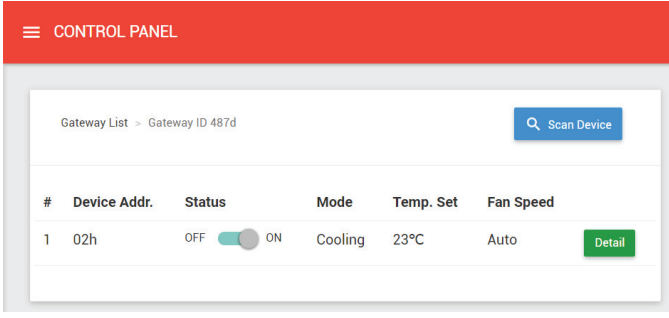 CONTROL PANEL
Gateway List > Gateway ID 487d
Scan Device
# Device Addr. Status Mode Temp. Set Fan Speed
1 02h OFF ON Cooling 23℃ Auto Detail